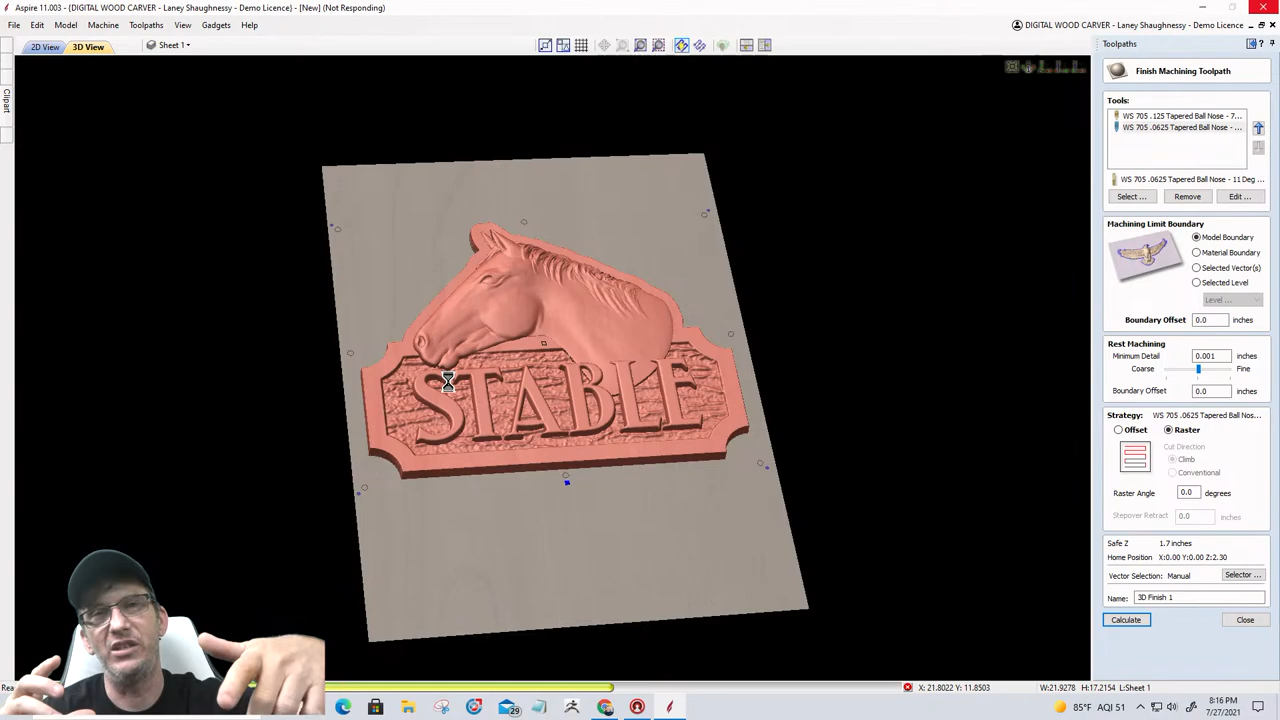 Aspire 11.003 - (DIGITAL WOOD CARVER - Laney Shaughnessy - Demo Licence) - [New] (Not Responding)
File Edit Model Machine Toolpaths View Gadgets Help
DIGITAL WOOD CARVER - Laney Shaughnessy - Demo Licence
2D View 3D View Sheet 1
Clipart
STABLE
Toolpaths
Finish Machining Toolpath
Tools:
WS 705 .125 Tapered Ball Nose - 7...
WS 705 .0625 Tapered Ball Nose - ...
WS 705 .0625 Tapered Ball Nose - 11 Deg ...
Select ... Remove Edit ...
Machining Limit Boundary
Model Boundary
Material Boundary
Selected Vector(s)
Selected Level
Level ...
Boundary Offset 0.0 inches
Rest Machining
Minimum Detail 0.001 inches
Coarse Fine
Boundary Offset 0.0 inches
Strategy: WS 705 .0625 Tapered Ball Nos...
Offset Raster
Cut Direction
Climb
Conventional
Raster Angle 0.0 degrees
Stepover Retract 0.0 inches
Safe Z 1.7 inches
Home Position X:0.00 Y:0.00 Z:2.30
Vector Selection: Manual Selector ...
Name: 3D Finish 1
Calculate Close
Rea
X: 21.8022 Y: 11.8503 W:21.9278 H:17.2154 L:Sheet 1
29
85°F AQI 51
8:16 PM
7/27/2021